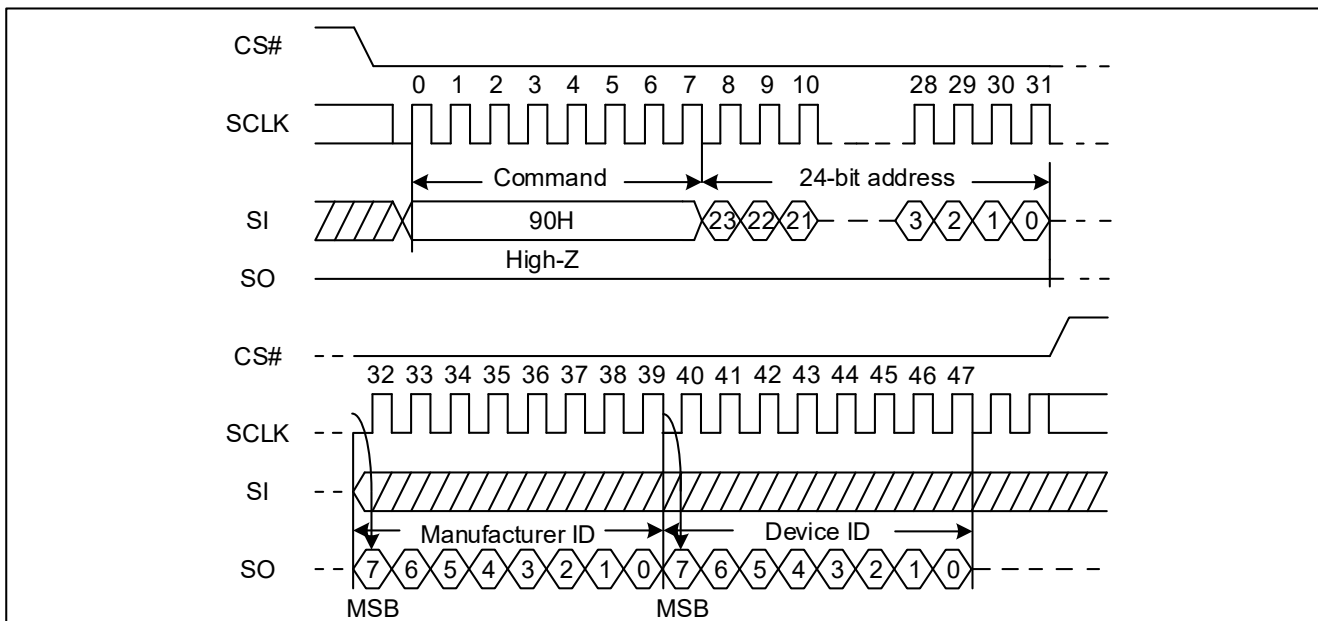 CS#
0 1 2 3 4 5 6 7 8 9 10 28 29 30 31
SCLK
Command 24-bit address
SI 90H 23 22 21 3 2 1 0
High-Z
SO
CS#
32 33 34 35 36 37 38 39 40 41 42 43 44 45 46 47
SCLK
SI
Manufacturer ID Device ID
SO 7 6 5 4 3 2 1 0 7 6 5 4 3 2 1 0
MSB MSB